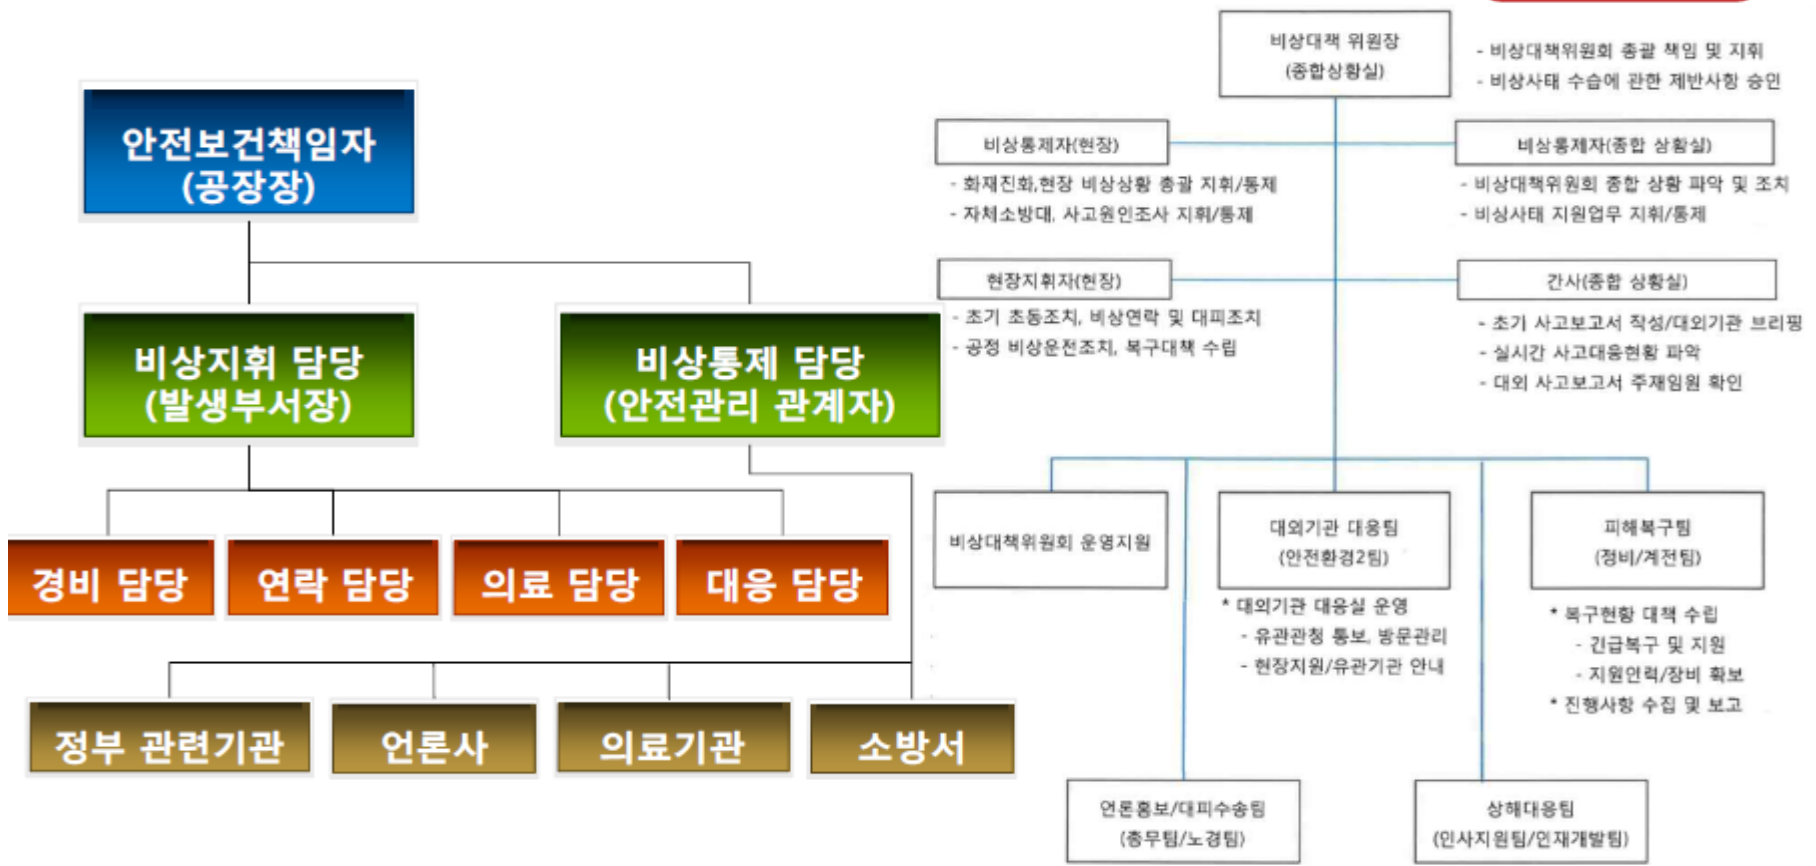 안전보건책임자
(공장장)
비상지휘 담당
(발생부서장)
비상통제 담당
(안전관리 관계자)
경비 담당
연락 담당
의료 담당
대응 담당
정부 관련기관
언론사
의료기관
소방서
비상대책 위원장
(종합상황실)
- 비상대책위원회 총괄 책임 및 지휘
- 비상사태 수습에 관한 제반사항 승인
비상통제자(현장)
- 화재진화,현장 비상상황 총괄 지휘/통제
- 자체소방대, 사고원인조사 지휘/통제
비상통제자(종합 상황실)
- 비상대책위원회 종합 상황 파악 및 조치
- 비상사태 지원업무 지휘/통제
현장지휘자(현장)
- 초기 초동조치, 비상연락 및 대피조치
- 공정 비상운전조치, 복구대책 수립
간사(종합 상황실)
- 초기 사고보고서 작성/대외기관 브리핑
- 실시간 사고대응현황 파악
- 대외 사고보고서 주재임원 확인
비상대책위원회 운영지원
대외기관 대응팀
(안전환경2팀)
* 대외기관 대응실 운영
- 유관관청 통보, 방문관리
- 현장지원/유관기관 안내
피해복구팀
(정비/계전팀)
* 복구현황 대책 수립
- 긴급복구 및 지원
- 지원인력/장비 확보
* 진행사항 수집 및 보고
언론홍보/대피수송팀
(총무팀/노경팀)
상해대응팀
(인사지원팀/인재개발팀)